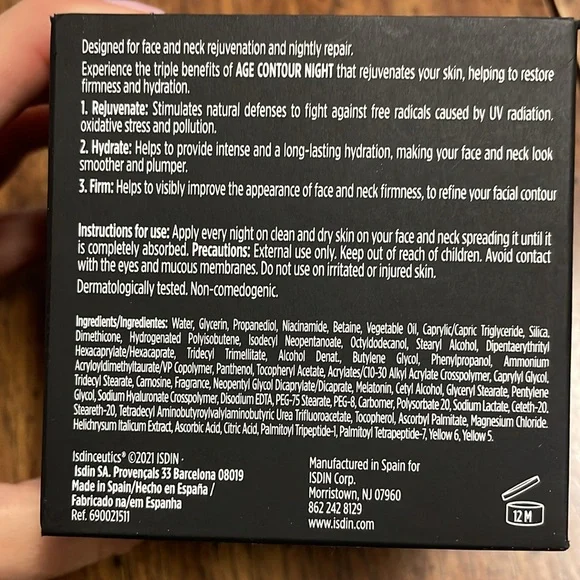 Designed for face and neck rejuvenation and nightly repair.
Experience the triple benefits of AGE CONTOUR NIGHT that rejuvenates your skin, helping to restore
firmness and hydration.
1. Rejuvenate: Stimulates natural defenses to fight against free radicals caused by UV radiation,
oxidative stress and pollution.
2. Hydrate: Helps to provide intense and a long-lasting hydration, making your face and neck look
smoother and plumper.
3. Firm: Helps to visibly improve the appearance of face and neck firmness, to refine your facial contour
Instructions for use: Apply every night on clean and dry skin on your face and neck spreading it until it
is completely absorbed. Precautions: External use only. Keep out of reach of children. Avoid contact
with the eyes and mucous membranes. Do not use on irritated or injured skin.
Dermatologically tested. Non-comedogenic.
Ingredients/Ingredientes: Water, Glycerin, Propanediol, Niacinamide, Betaine, Vegetable Oil, Caprylic/Capric Triglyceride, Silica,
Dimethicone, Hydrogenated Polyisobutene, Isodecyl Neopentanoate, Octyldodecanol, Stearyl Alcohol, Dipentaerythrityl
Hexacaprylate/Hexacaprate, Tridecyl Trimellitate, Alcohol Denat., Butylene Glycol, Phenylpropanol, Ammonium
Acryloyldimethyltaurate/VP Copolymer, Panthenol, Tocopheryl Acetate, Acrylates/C10-30 Alkyl Acrylate Crosspolymer, Caprylyl Glycol,
Tridecyl Stearate, Carnosine, Fragrance, Neopentyl Glycol Dicaprylate/Dicaprate, Melatonin, Cetyl Alcohol, Glyceryl Stearate, Pentylene
Glycol, Sodium Hyaluronate Crosspolymer, Disodium EDTA, PEG-75 Stearate, PEG-8, Carbomer, Polysorbate 20, Sodium Lactate, Ceteth-20,
Steareth-20, Tetradecyl Aminobutyroylvalylaminobutyric Urea Trifluoroacetate, Tocopherol, Ascorbyl Palmitate, Magnesium Chloride,
Helichrysum Italicum Extract, Ascorbic Acid, Citric Acid, Palmitoyl Tripeptide-1, Palmitoyl Tetrapeptide-7, Yellow 6, Yellow 5.
Isdinceutics® ©2021 ISDIN ·
Isdin SA. Provençals 33 Barcelona 08019
Made in Spain/Hecho en España /
Fabricado na/em Espanha
Ref. 690021511
Manufactured in Spain for
ISDIN Corp.
Morristown, NJ 07960
862 242 8129
www.isdin.com
12 M